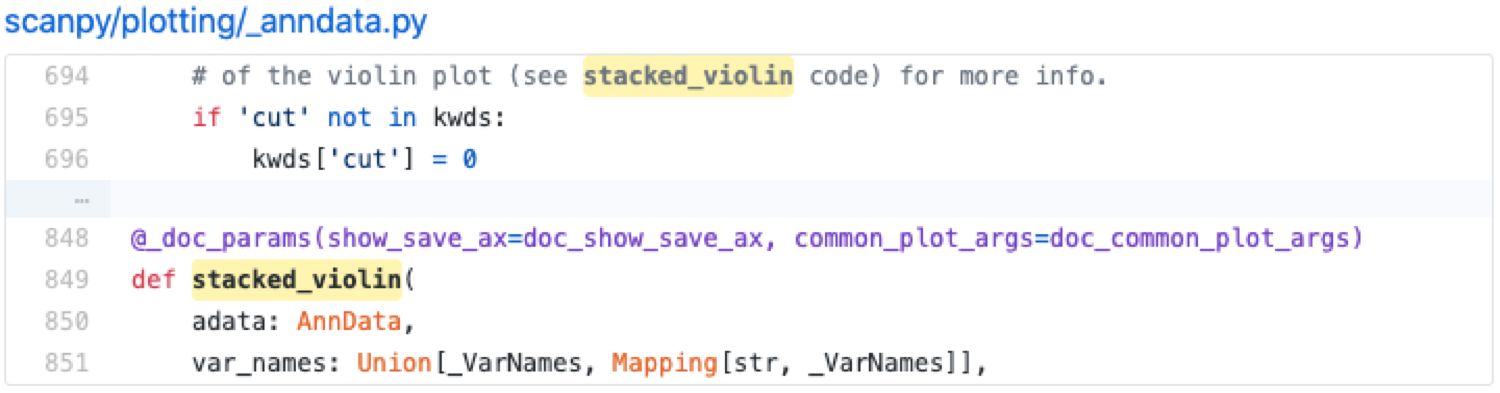 scanpy/plotting/_anndata.py
694 # of the violin plot (see stacked_violin code) for more info.
695 if 'cut' not in kwds:
696 kwds['cut'] = 0
…
848 @_doc_params(show_save_ax=doc_show_save_ax, common_plot_args=doc_common_plot_args)
849 def stacked_violin(
850 adata: AnnData,
851 var_names: Union[_VarNames, Mapping[str, _VarNames]],